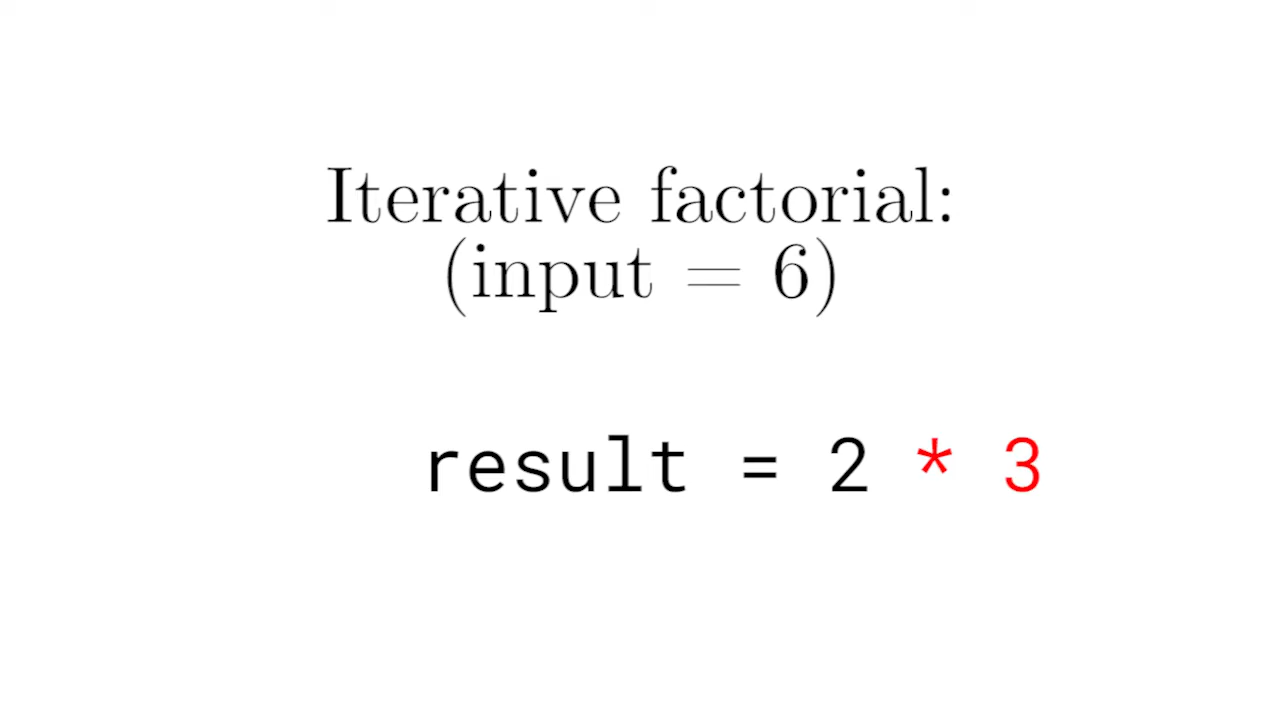 Iterative factorial:
(input = 6)
result = 2 * 3